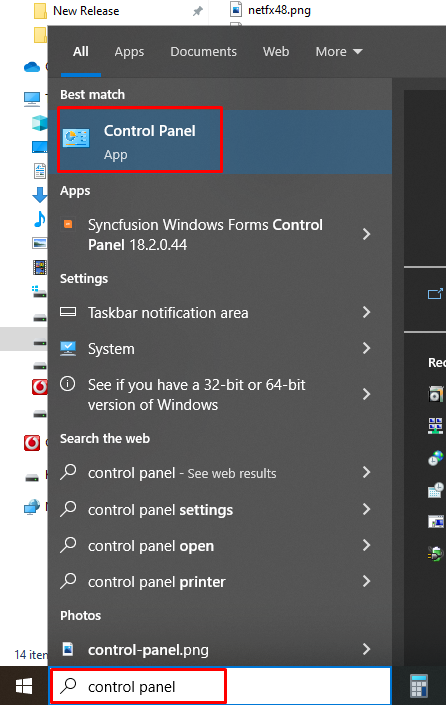 New Release
netfx48.png
All Apps Documents Web More
Best match
Control Panel
App
Apps
Syncfusion Windows Forms Control
Panel 18.2.0.44
Settings
Taskbar notification area
System
See if you have a 32-bit or 64-bit
version of Windows
Search the web
control panel - See web results
control panel settings
control panel open
control panel printer
Photos
control-panel.png
14 iten
control panel
Rec